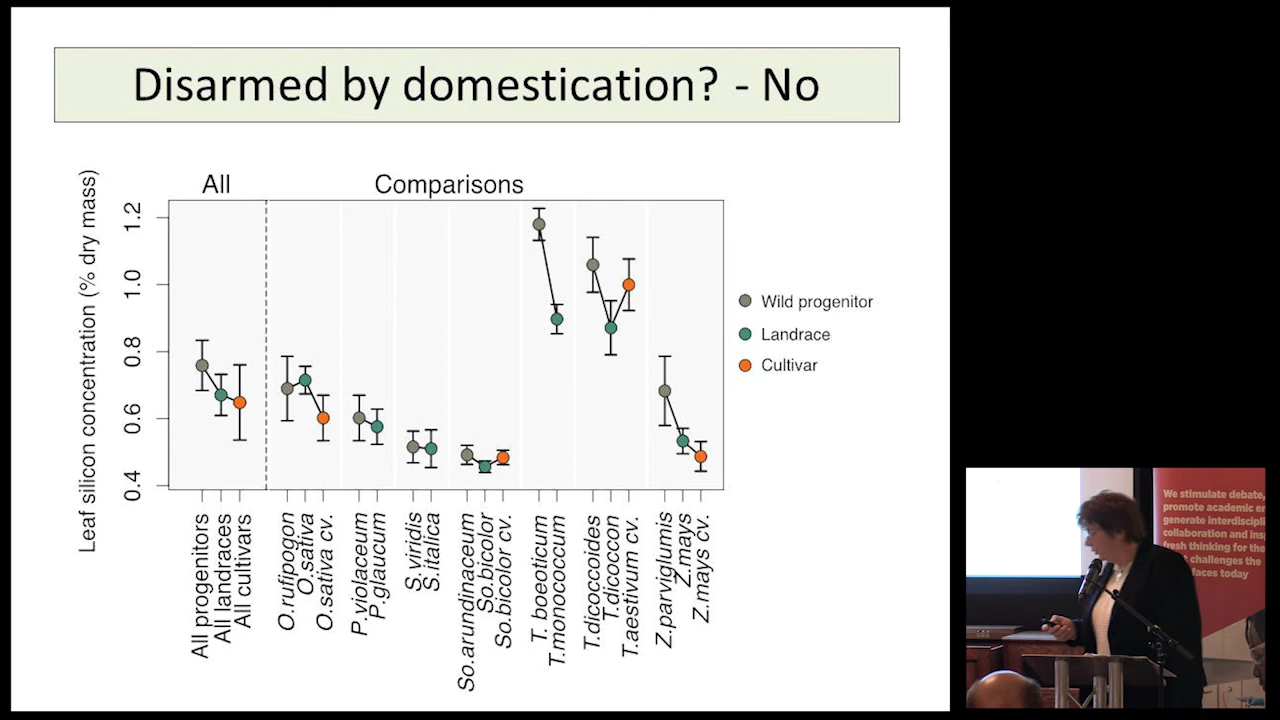 Disarmed by domestication? - No
All
Comparisons
Leaf silicon concentration (% dry mass)
1.2
1.0
0.8
0.6
0.4
Wild progenitor
Landrace
Cultivar
All progenitors
All landraces
All cultivars
O.rufipogon
O.sativa
O.sativa cv.
P.violaceum
P.glaucum
S.viridis
S.italica
So.arundinaceum
So.bicolor
So.bicolor cv.
T. boeoticum
T.monococcum
T.dicoccoides
T.dicoccon
T.aestivum cv.
Z.parviglumis
Z.mays
Z.mays cv.
We stimulate debate,
promote academic
generate
collaboration and
fresh thinking for the
challenges the
faces today